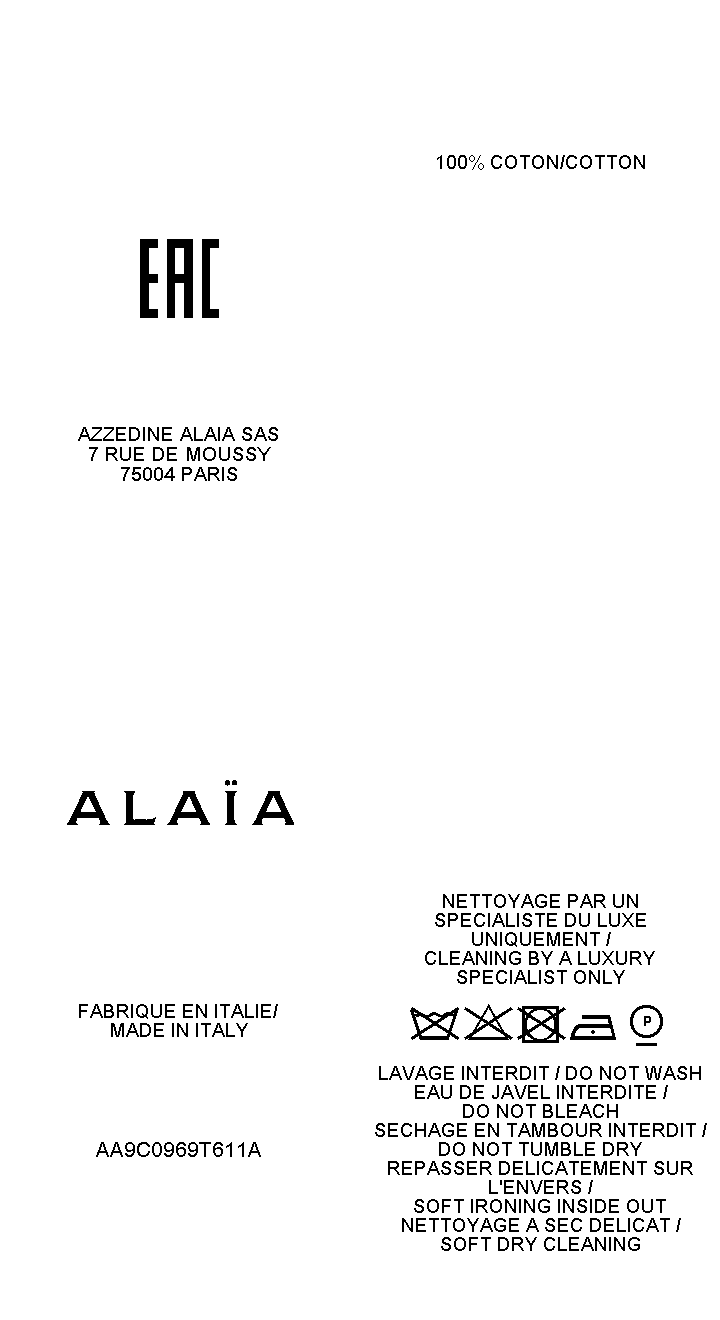 100% COTON/COTTON
EAC
AZZEDINE ALAIA SAS
7 RUE DE MOUSSY
75004 PARIS
ALAÏA
FABRIQUE EN ITALIE/
MADE IN ITALY
AA9C0969T611A
NETTOYAGE PAR UN
SPECIALISTE DU LUXE
UNIQUEMENT /
CLEANING BY A LUXURY
SPECIALIST ONLY
P
LAVAGE INTERDIT / DO NOT WASH
EAU DE JAVEL INTERDITE /
DO NOT BLEACH
SECHAGE EN TAMBOUR INTERDIT /
DO NOT TUMBLE DRY
REPASSER DELICATEMENT SUR
L'ENVERS /
SOFT IRONING INSIDE OUT
NETTOYAGE A SEC DELICAT /
SOFT DRY CLEANING